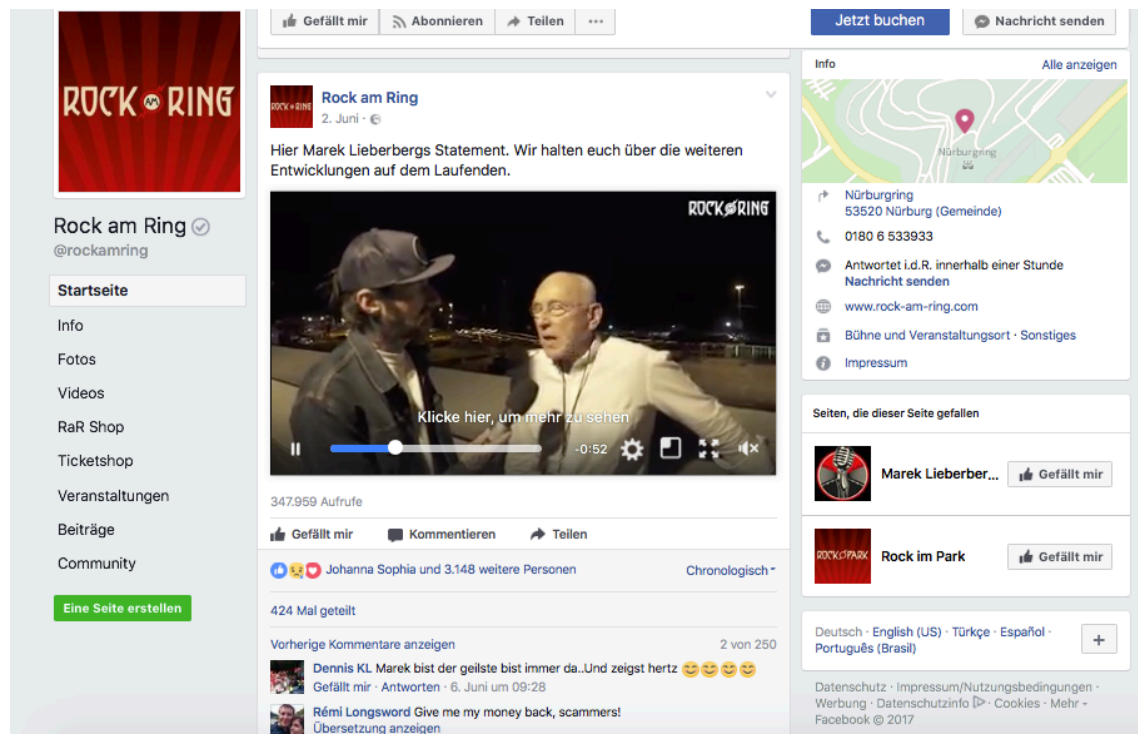 Gefällt mir
Abonnieren
Teilen
Jetzt buchen
Nachricht senden
ROCK AM RING
Rock am Ring
@rockamring
Startseite
Info
Fotos
Videos
RaR Shop
Ticketshop
Veranstaltungen
Beiträge
Community
Eine Seite erstellen
ROCK RING
Rock am Ring
2. Juni ·
Hier Marek Lieberbergs Statement. Wir halten euch über die weiteren
Entwicklungen auf dem Laufenden.
ROCK RING
Klicke hier, um mehr zu sehen
-0:52
347.959 Aufrufe
Gefällt mir
Kommentieren
Teilen
Johanna Sophia und 3.148 weitere Personen
Chronologisch
424 Mal geteilt
Vorherige Kommentare anzeigen
2 von 250
Dennis KL Marek bist der geilste bist immer da..Und zeigst hertz 😊😊😊😊
Gefällt mir · Antworten · 6. Juni um 09:28
Rémi Longsword Give me my money back, scammers!
Übersetzung anzeigen
Info
Alle anzeigen
Nürburgring
Nürburgring
53520 Nürburg (Gemeinde)
0180 6 533933
Antwortet i.d.R. innerhalb einer Stunde
Nachricht senden
www.rock-am-ring.com
Bühne und Veranstaltungsort · Sonstiges
Impressum
Seiten, die dieser Seite gefallen
Marek Lieberber...
Gefällt mir
ROCK PARK
Rock im Park
Gefällt mir
Deutsch · English (US) · Türkçe · Español ·
Português (Brasil)
+
Datenschutz · Impressum/Nutzungsbedingungen ·
Werbung · Datenschutzinfo · Cookies · Mehr
Facebook © 2017